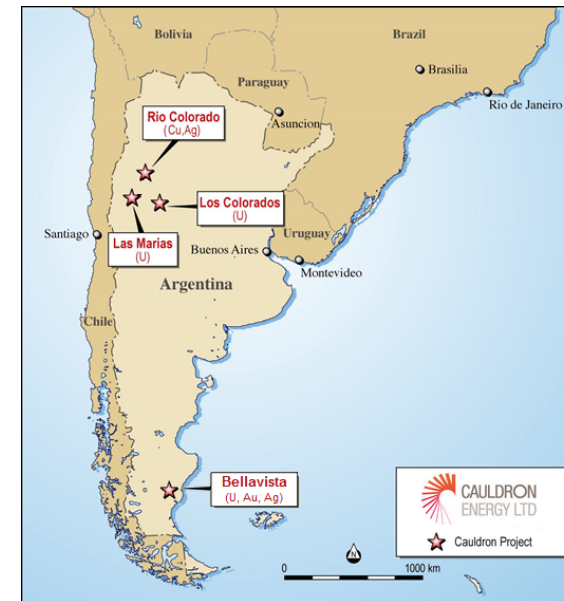 Bolivia
Brazil
Brasilia
Paraguay
Rio de Janeiro
Rio Colorado
(Cu,Ag)
Asuncion
Los Colorados
(U)
Santiago
Las Marias
(U)
Uruguay
Buenos Aires
Montevideo
Argentina
Chile
Bellavista
(U, Au, Ag)
CAULDRON
ENERGY LTD
Cauldron Project
N
0 1000 km